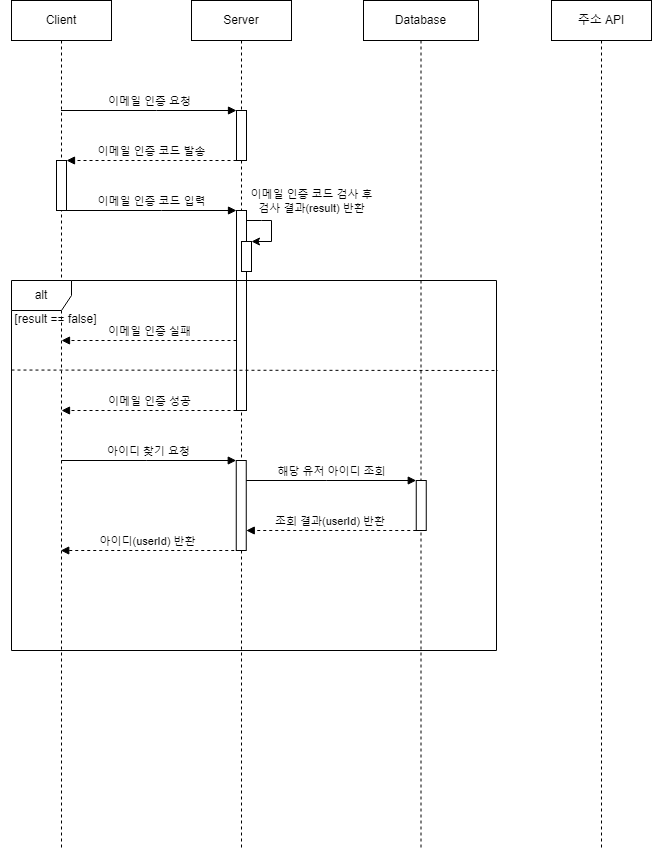 Client
Server
Database
주소 API
이메일 인증 요청
이메일 인증 코드 발송
이메일 인증 코드 입력
이메일 인증 코드 검사 후
검사 결과(result) 반환
alt
[result == false]
이메일 인증 실패
이메일 인증 성공
아이디 찾기 요청
해당 유저 아이디 조회
조회 결과(userId) 반환
아이디(userId) 반환